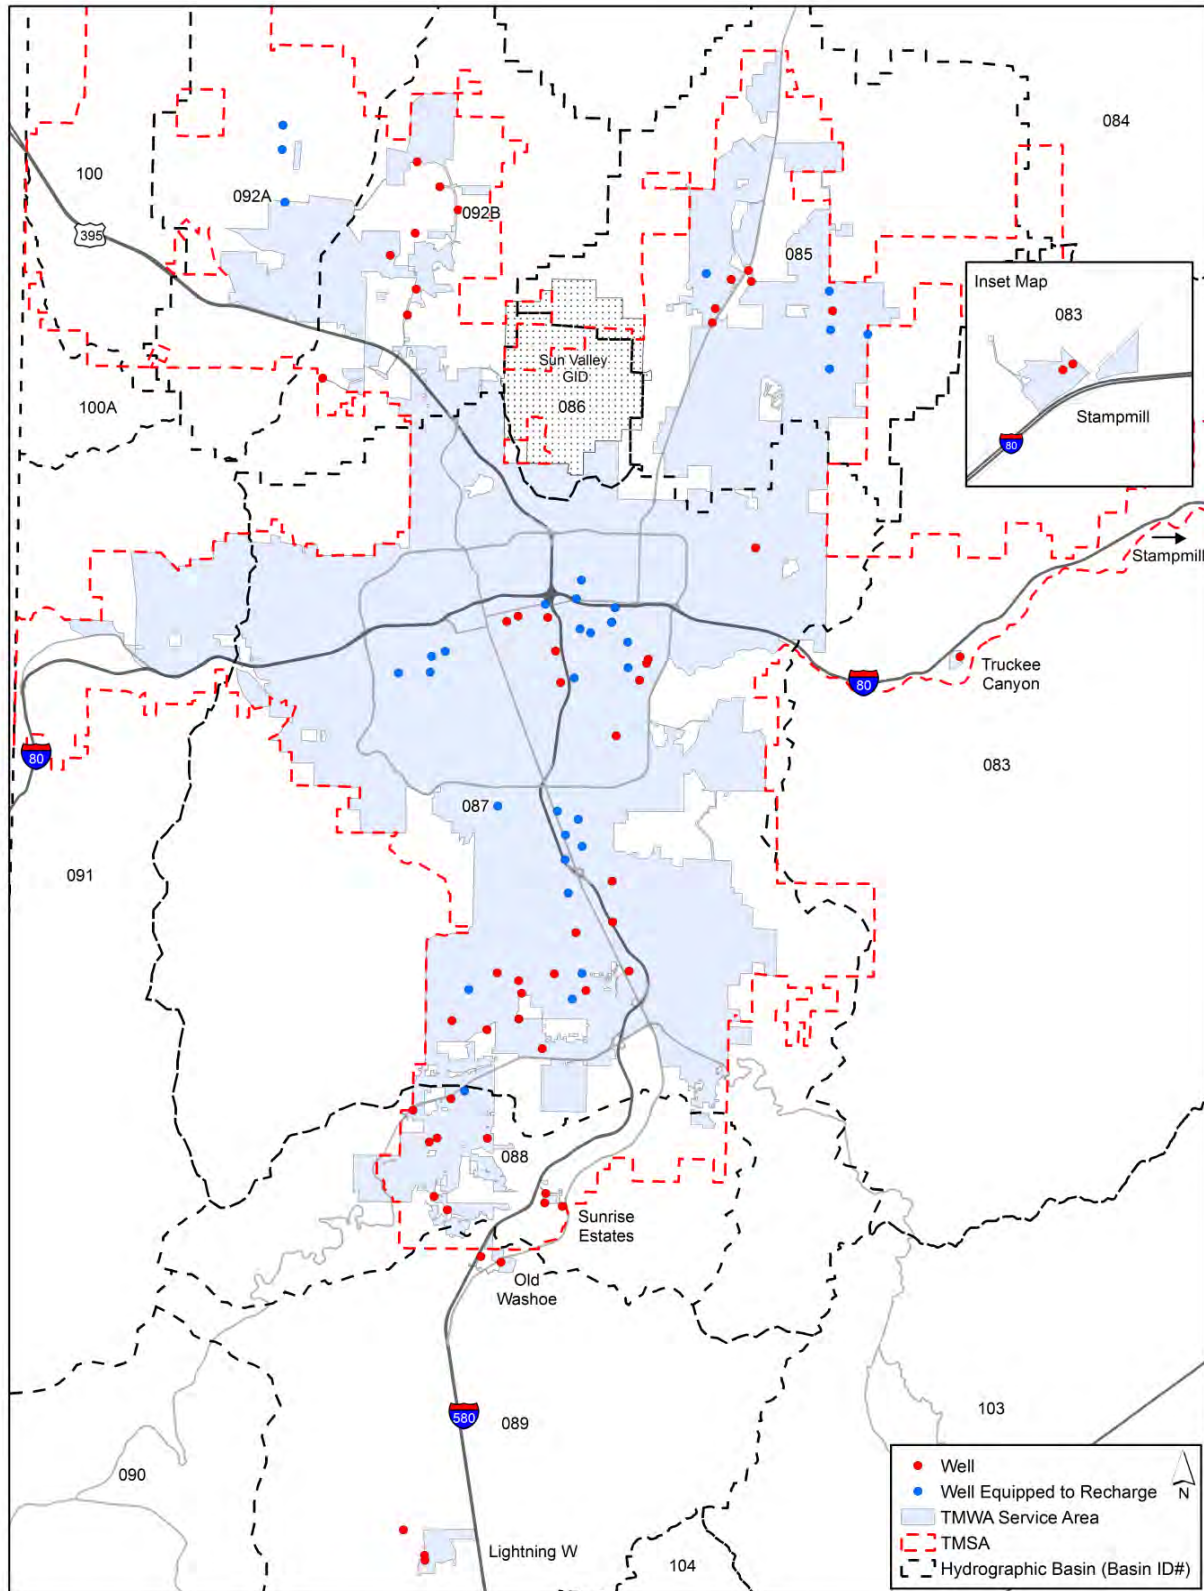 084
100
092A
092B
395
085
Inset Map
083
Stampmill
80
Sun Valley
GID
086
100A
Stampmill
Truckee
Canyon
80
80
083
087
091
088
Sunrise
Estates
Old
Washoe
580
089
103
090
Lightning W
104
Well
Well Equipped to Recharge
N
TMWA Service Area
TMSA
Hydrographic Basin (Basin ID#)